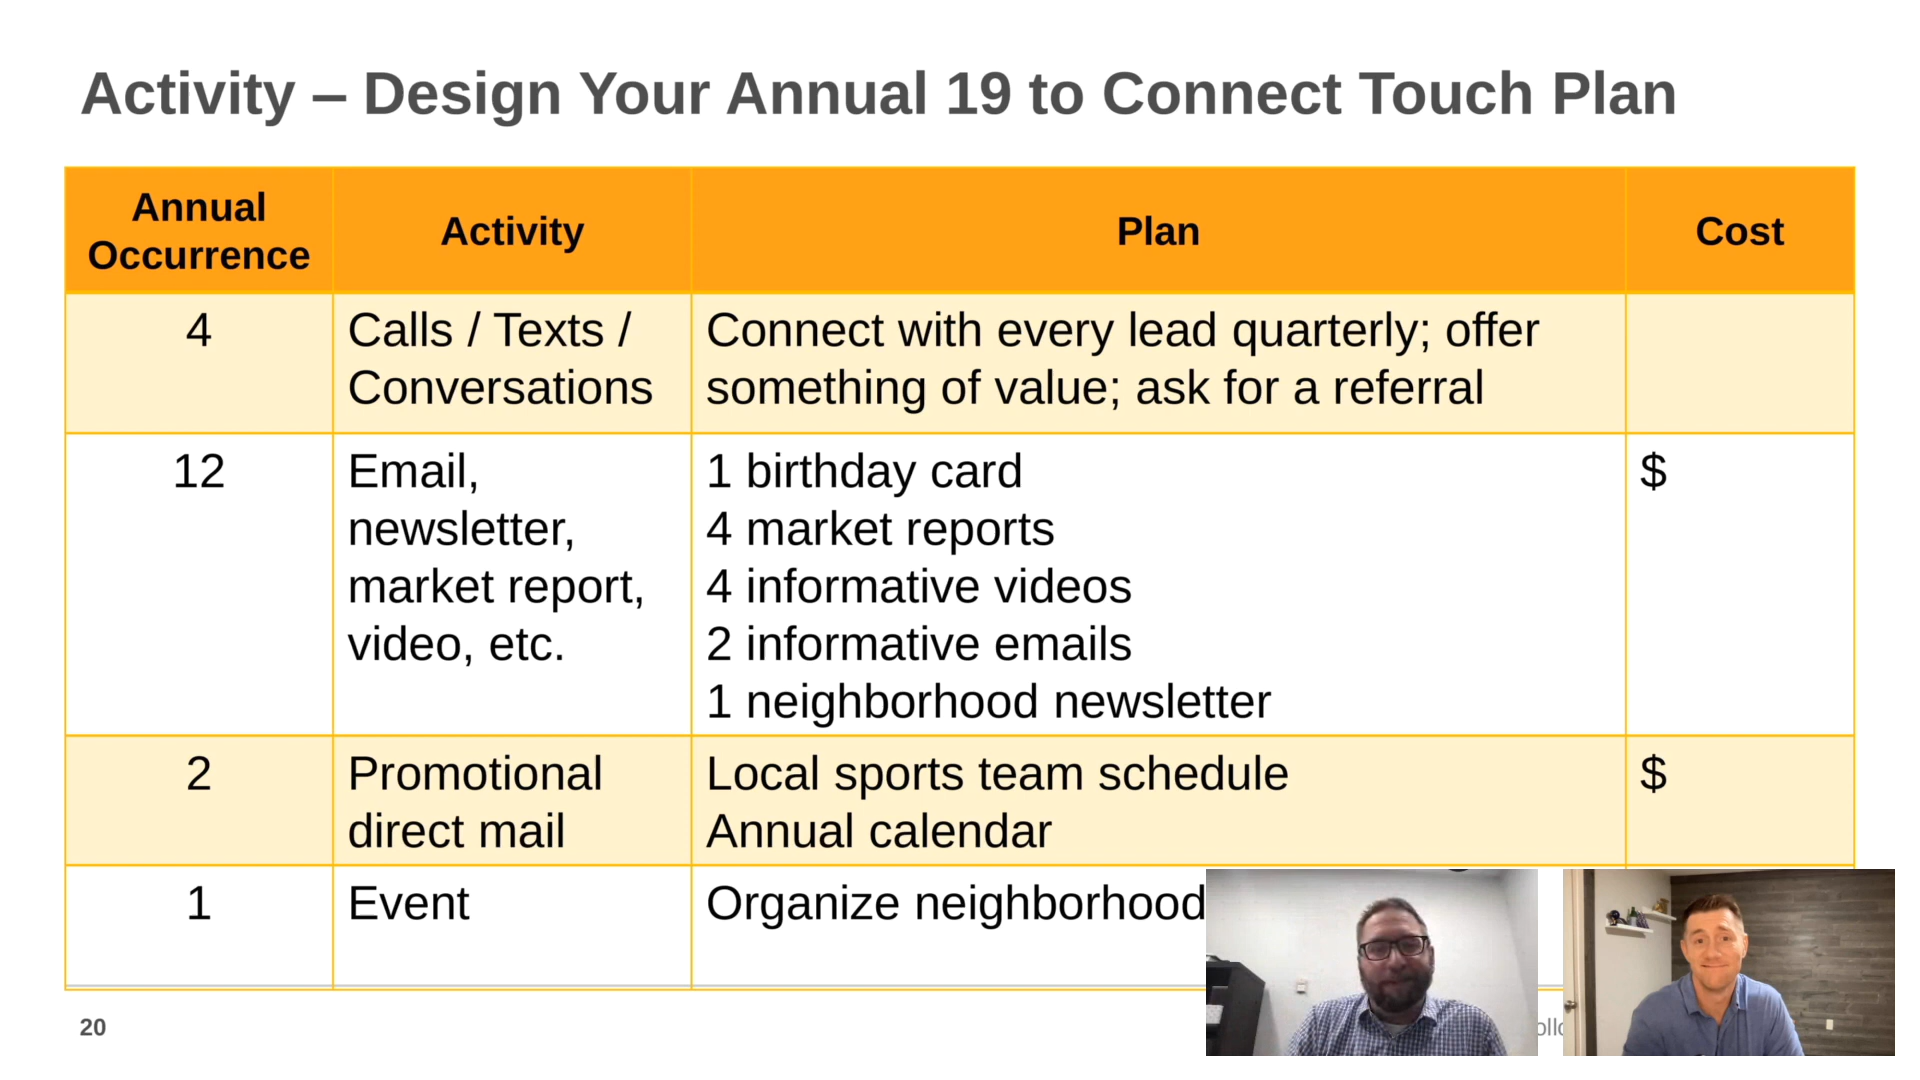 Activity – Design Your Annual 19 to Connect Touch Plan
Annual
Occurrence
Activity
Plan
Cost
4
Calls / Texts /
Conversations
Connect with every lead quarterly; offer
something of value; ask for a referral
12
Email,
newsletter,
market report,
video, etc.
1 birthday card
4 market reports
4 informative videos
2 informative emails
1 neighborhood newsletter
$
2
Promotional
direct mail
Local sports team schedule
Annual calendar
$
1
Event
Organize neighborhood
20